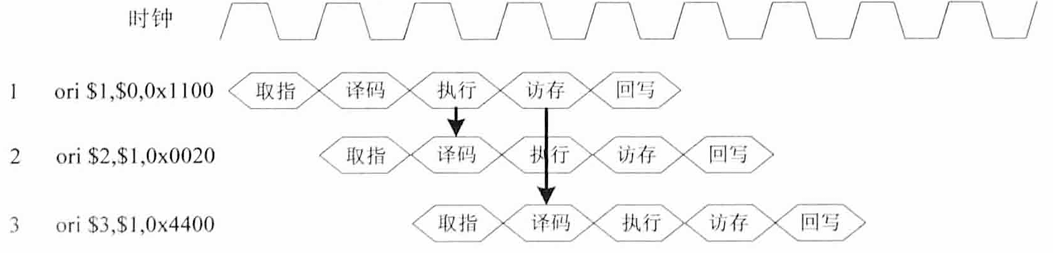 时钟
1 ori $1,$0,0x1100 取指 译码 执行 访存 回写
2 ori $2,$1,0x0020 取指 译码 执行 访存 回写
3 ori $3,$1,0x4400 取指 译码 执行 访存 回写